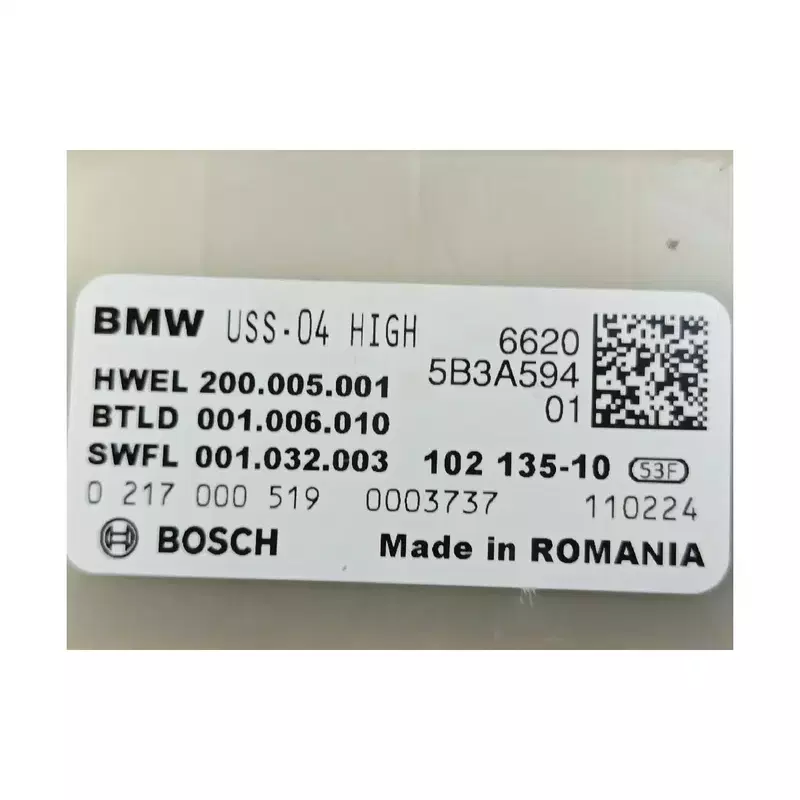 BMW USS-04 HIGH 6620
HWEL 200.005.001 5B3A594
BTLD 001.006.010 01
SWFL 001.032.003 102 135-10 53F
0 217 000 519 0003737 110224
BOSCH Made in ROMANIA